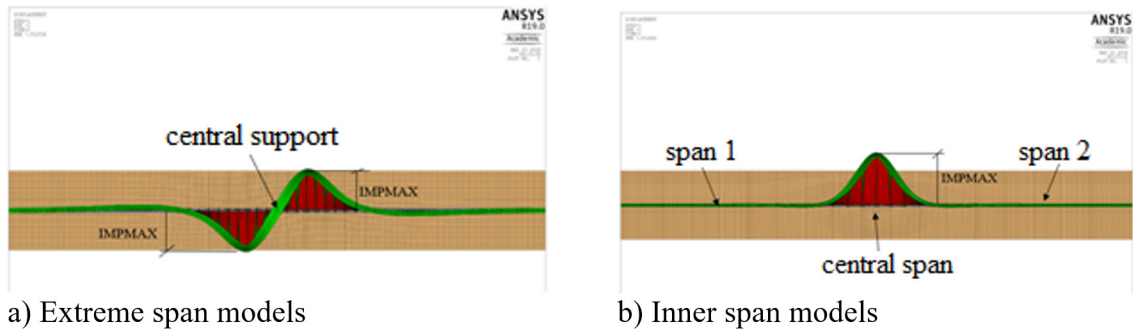 ANSYS
R19.0
Academic
central support
IMPMAX
IMPMAX
a) Extreme span models
ANSYS
R19.0
Academic
span 1
span 2
IMPMAX
central span
b) Inner span models